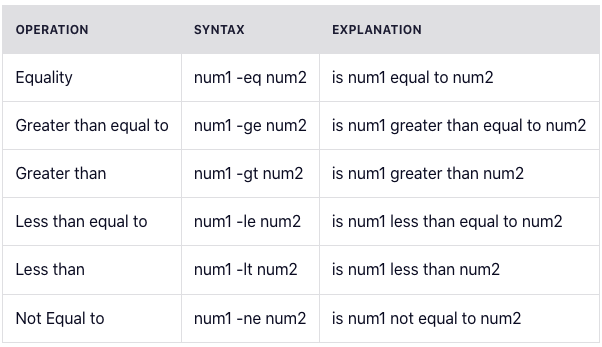 OPERATION SYNTAX EXPLANATION
Equality num1 -eq num2 is num1 equal to num2
Greater than equal to num1 -ge num2 is num1 greater than equal to num2
Greater than num1 -gt num2 is num1 greater than num2
Less than equal to num1 -le num2 is num1 less than equal to num2
Less than num1 -lt num2 is num1 less than num2
Not Equal to num1 -ne num2 is num1 not equal to num2